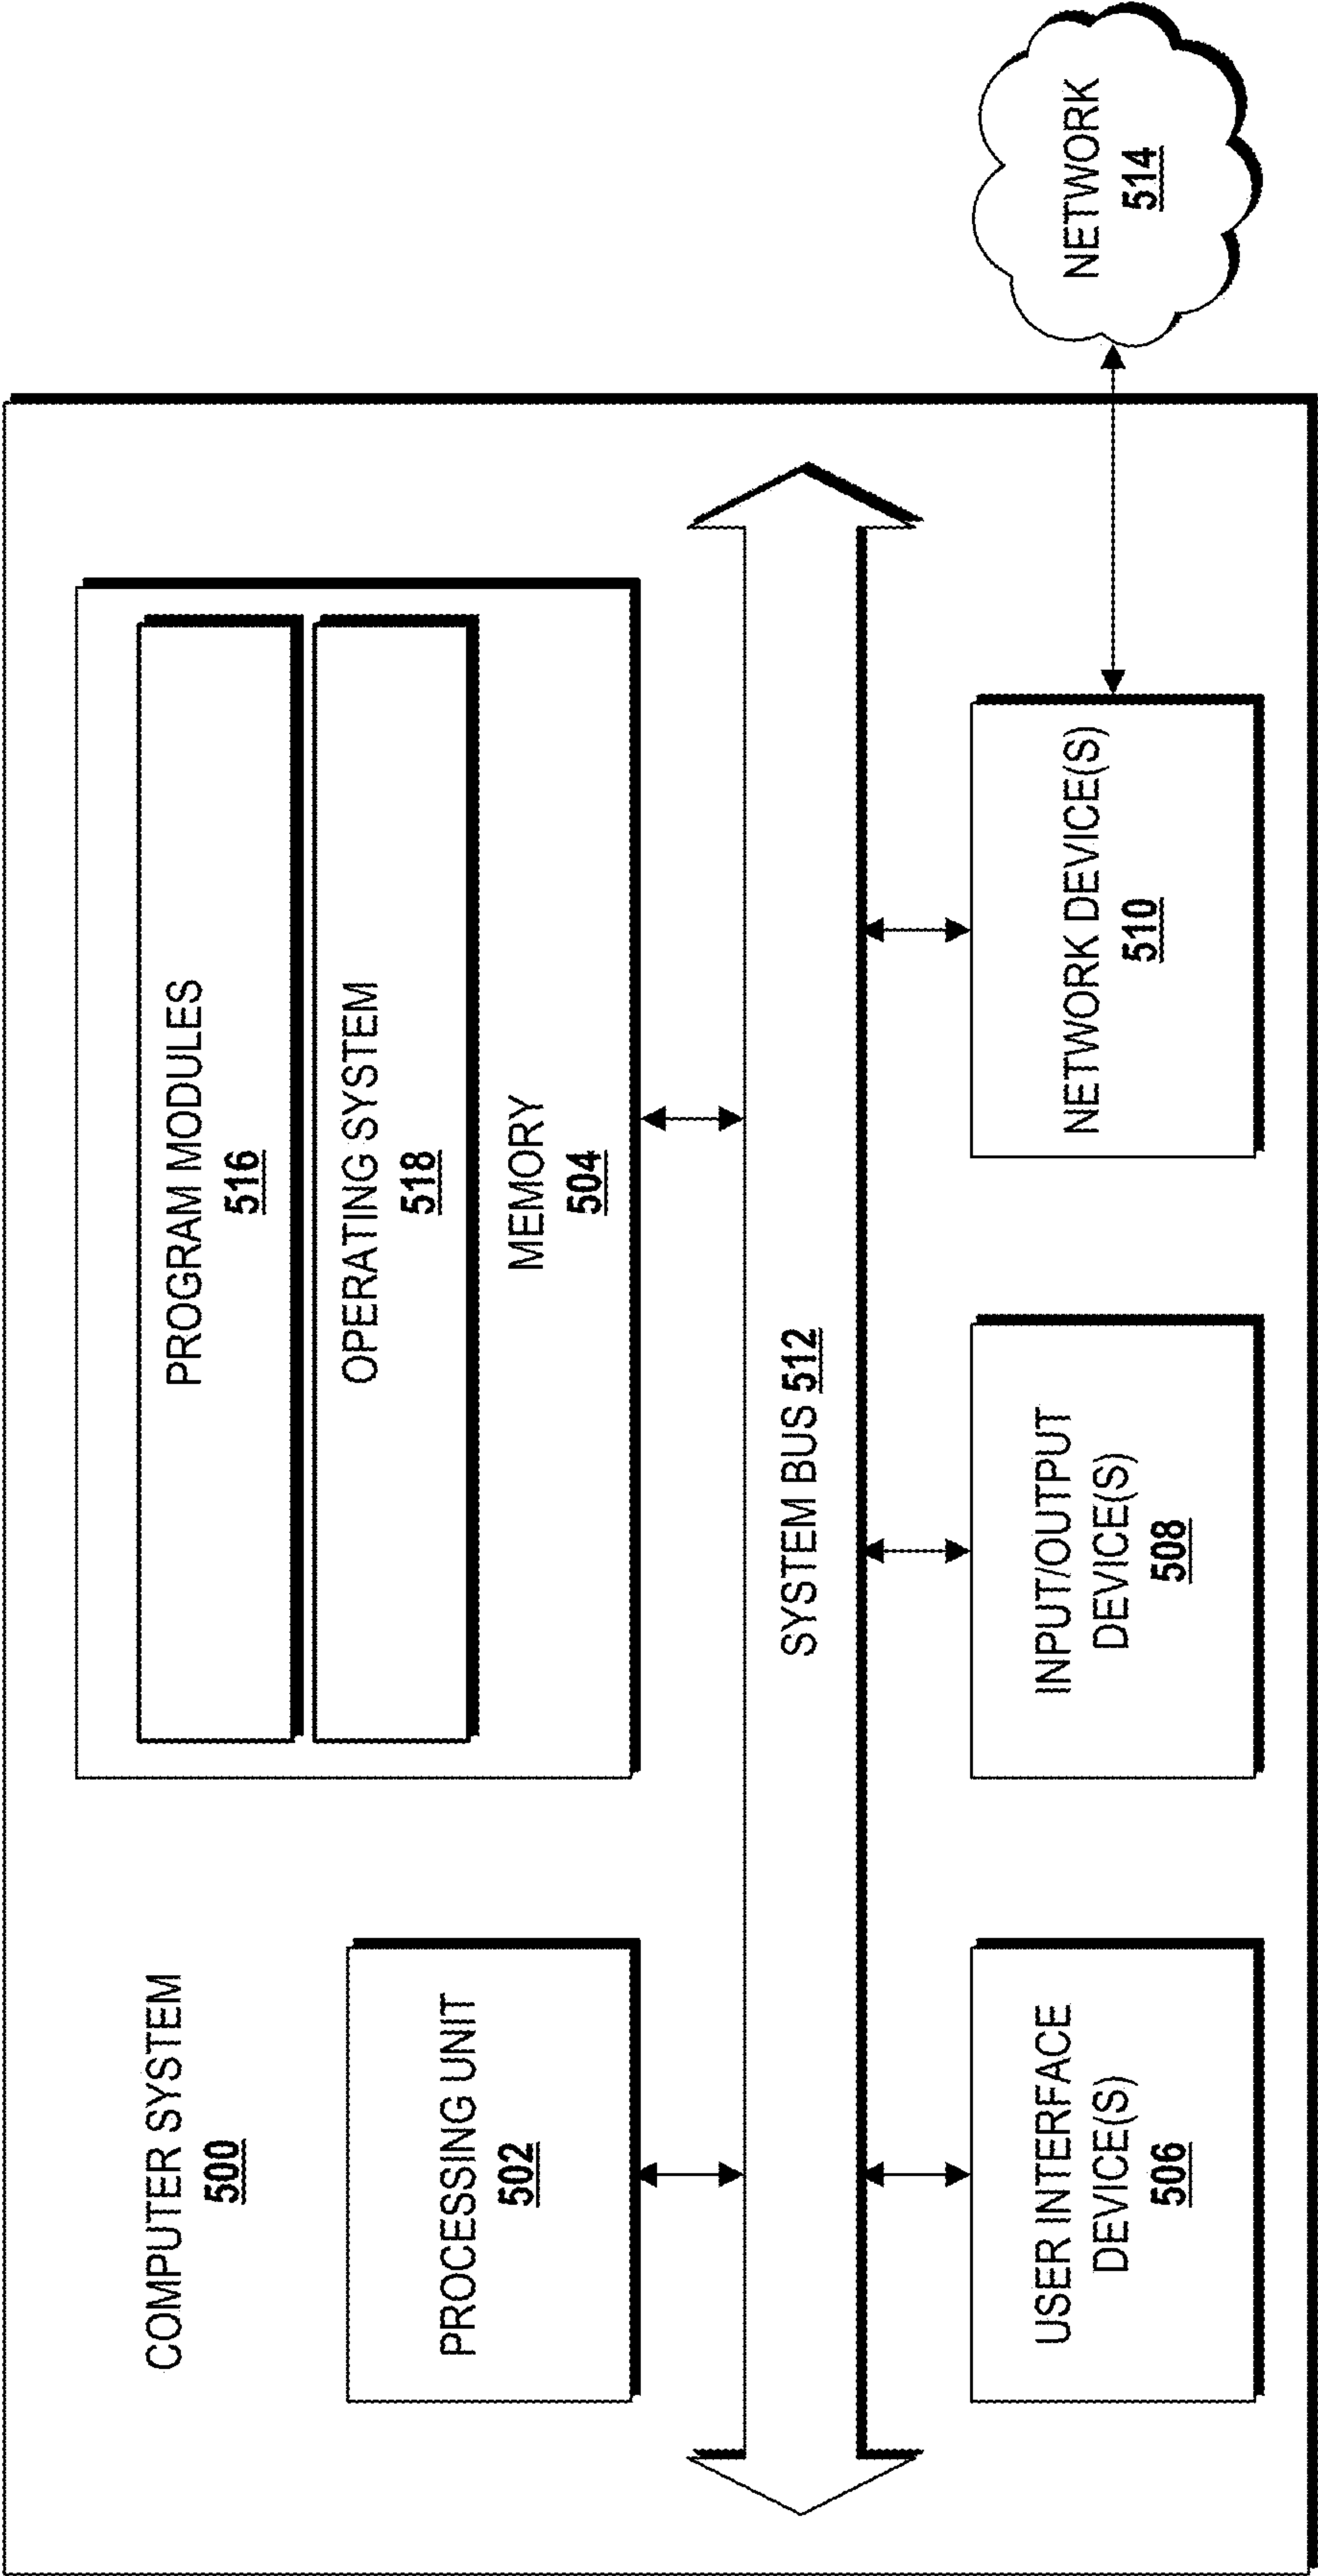 COMPUTER SYSTEM
500
PROCESSING UNIT
502
PROGRAM MODULES
516
OPERATING SYSTEM
518
MEMORY
504
SYSTEM BUS 512
USER INTERFACE
DEVICE(S)
506
INPUT/OUTPUT
DEVICE(S)
508
NETWORK DEVICE(S)
510
NETWORK
514